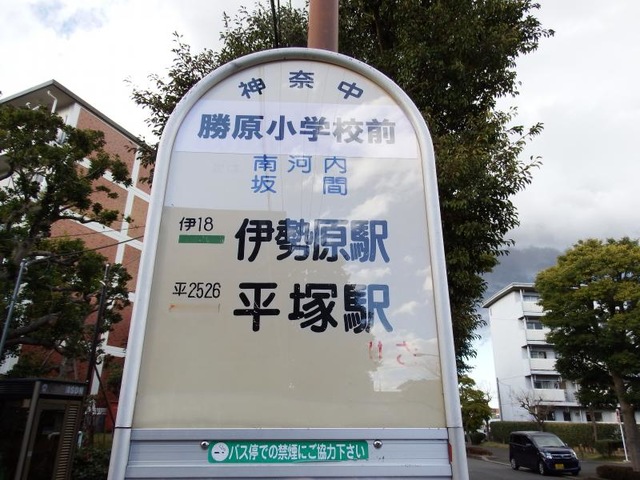 神奈中
勝原小学校前
南河内
坂間
伊18
伊勢原駅
平2526
平塚駅
バス停での禁煙にご協力下さい